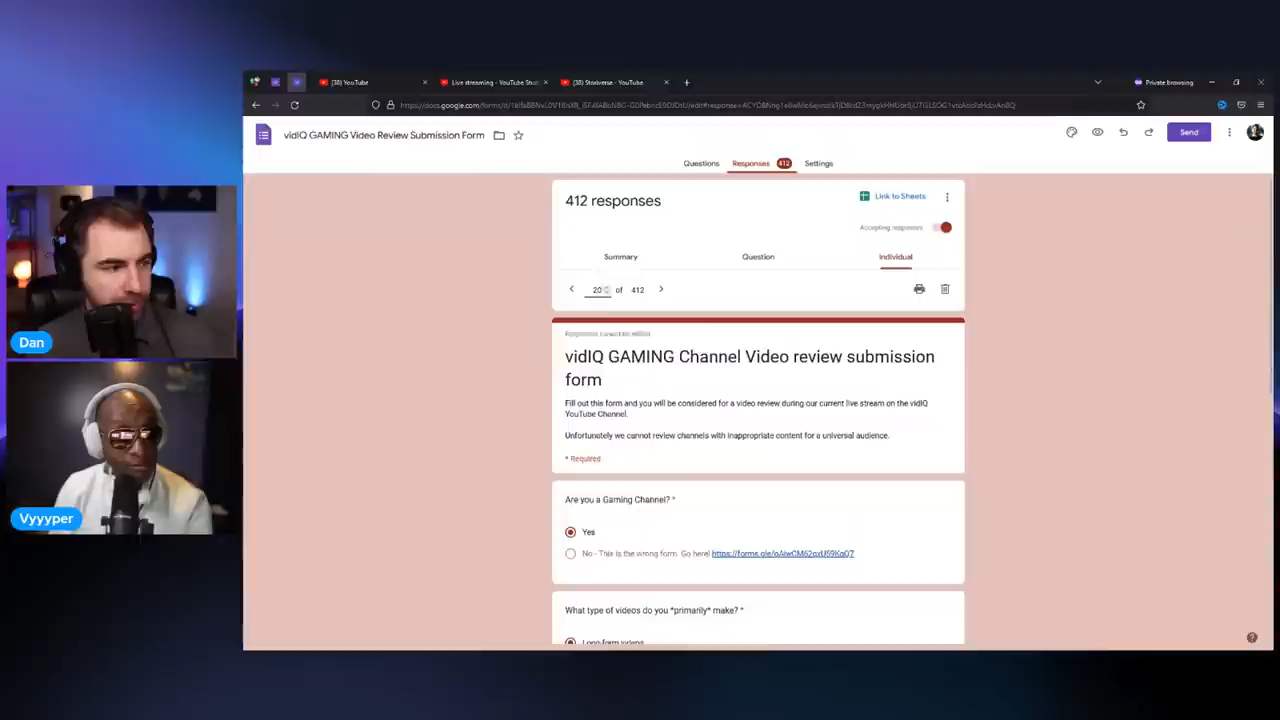 (38) YouTube
Live streaming - YouTube Stud
(38) Storiverse - YouTube
Private browsing
vidIQ GAMING Video Review Submission Form
Send
Questions
Responses
412
Settings
412 responses
Link to Sheets
Accepting responses
Summary
Question
Individual
20 of 412
vidIQ GAMING Channel Video review submission
form
Fill out this form and you will be considered for a video review during our current live stream on the vidIQ
YouTube Channel.
Unfortunately we cannot review channels with inappropriate content for a universal audience.
* Required
Are you a Gaming Channel? *
Yes
No - This is the wrong form. Go here!
What type of videos do you *primarily* make? *
Long-form videos
Dan
Vyyyper